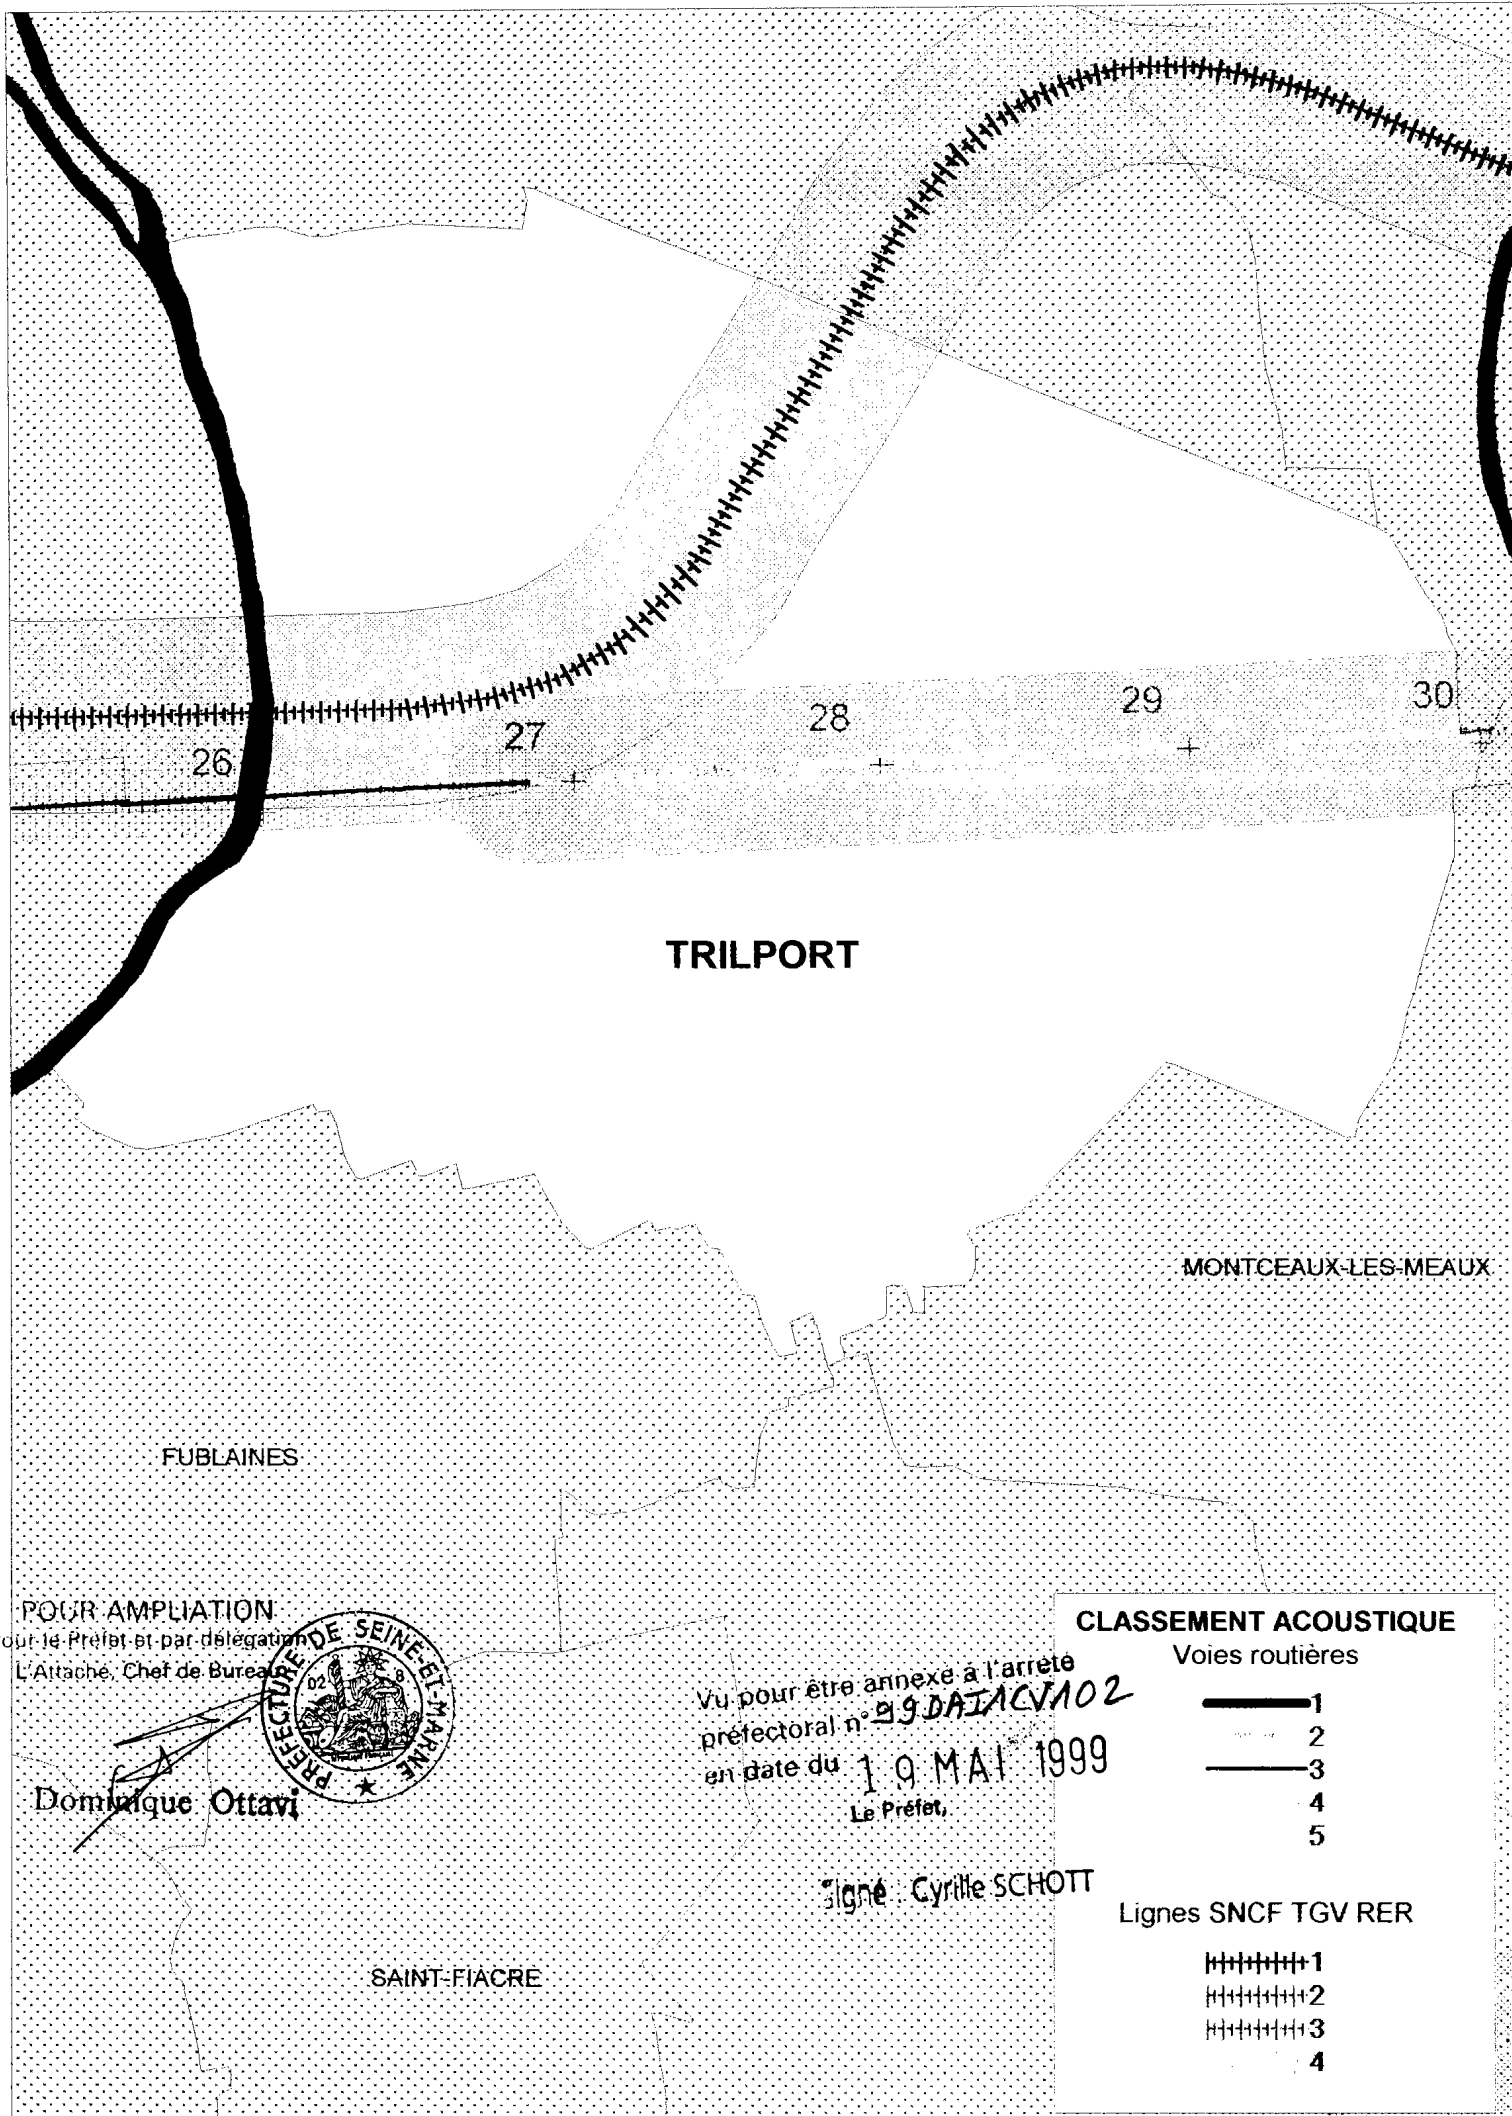 30
29
28
27
26
TRILPORT
MONTCEAUX-LES-MEAUX
FUBLAINES
POUR AMPLIATION
our le Préfet et par délégation
L'Attaché, Chef de Bureau
PREFECTURE DE SEINE-ET-MARNE ★
Dominique Ottavi
Vu pour être annexé à l'arrêté
préfectoral n° 99DAI1CV102
en date du 19 MAI 1999
Le Préfet,
signé : Cyrille SCHOTT
SAINT-FIACRE
CLASSEMENT ACOUSTIQUE
Voies routières
1
2
3
4
5
Lignes SNCF TGV RER
1
2
3
4